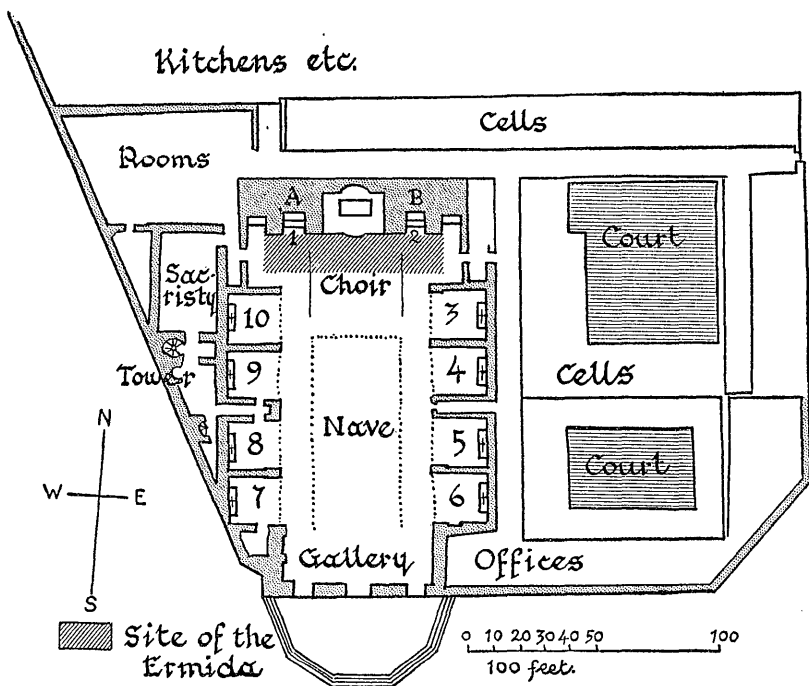 Kitchens etc.
Cells
Rooms
A
B
1
2
Court
Sac-
risty
Choir
10
3
Tower
9
4
Cells
N
W
E
S
8
Nave
5
Court
7
6
Gallery
Offices
Site of the
Ermida
0 10 20 30 40 50 100
100 feet.